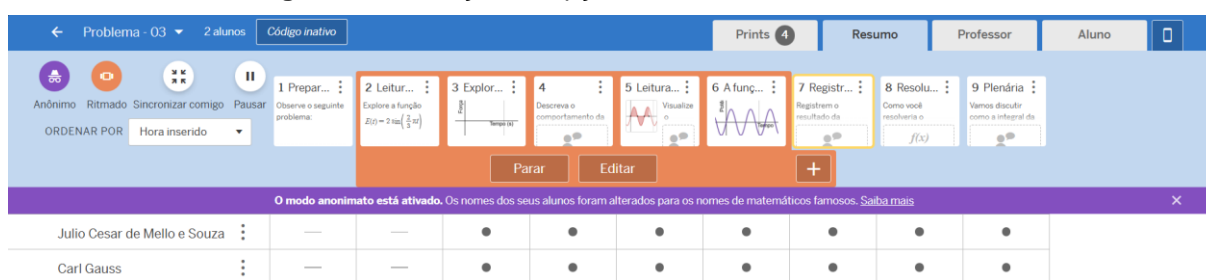 Problema - 03
2 alunos
Código inativo
Prints 4
Resumo
Professor
Aluno
Anônimo
Ritmado
Sincronizar comigo
Pausar
ORDENAR POR
Hora inserido
1 Prepar...
Observe o seguinte
problema:
2 Leitur...
Explore a função
3 Explor...
Força
Tempo (s)
4
Descreva o
comportamento da
5 Leitura...
Visualize
o
6 A funç...
Tempo
7 Registr...
Registrem o
resultado da
8 Resolu...
Como você
resolveria o
f(x)
9 Plenária
Vamos discutir
como a integral da
Parar
Editar
+
O modo anonimato está ativado. Os nomes dos seus alunos foram alterados para os nomes de matemáticos famosos. Saiba mais
Julio Cesar de Mello e Souza
Carl Gauss